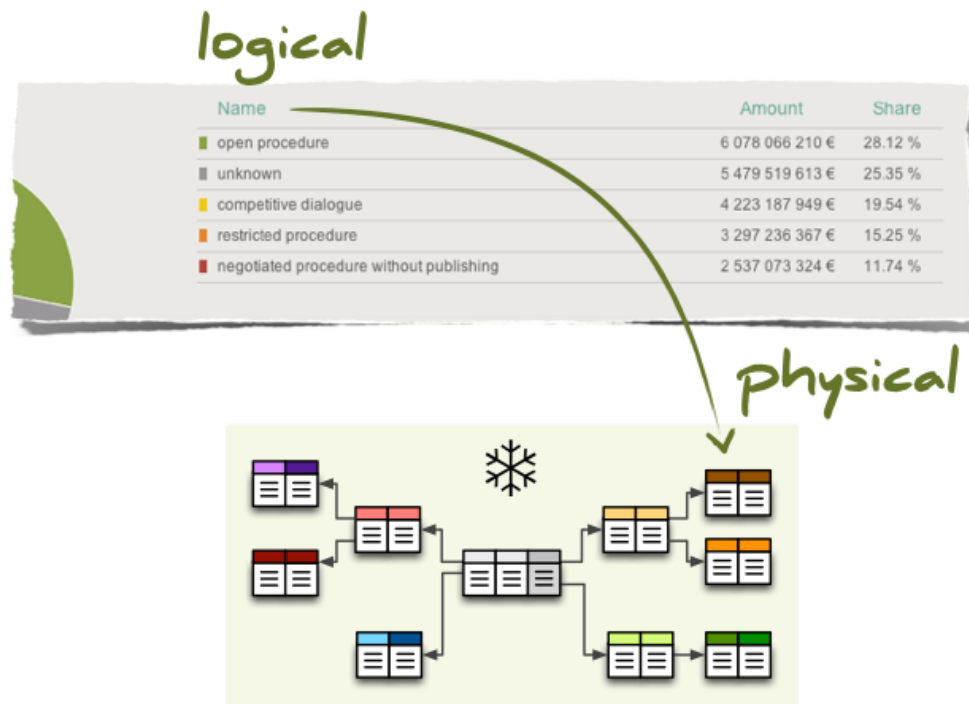 logical
Name Amount Share
open procedure 6 078 066 210 € 28.12 %
unknown 5 479 519 613 € 25.35 %
competitive dialogue 4 223 187 949 € 19.54 %
restricted procedure 3 297 236 367 € 15.25 %
negotiated procedure without publishing 2 537 073 324 € 11.74 %
physical